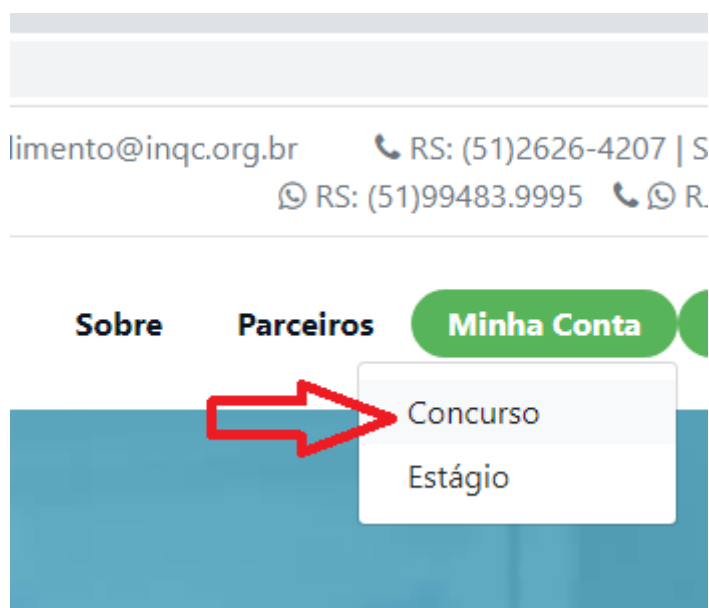 limento@inqc.org.br RS: (51)2626-4207 | S
RS: (51)99483.9995 R.
Sobre Parceiros Minha Conta
Concurso
Estágio